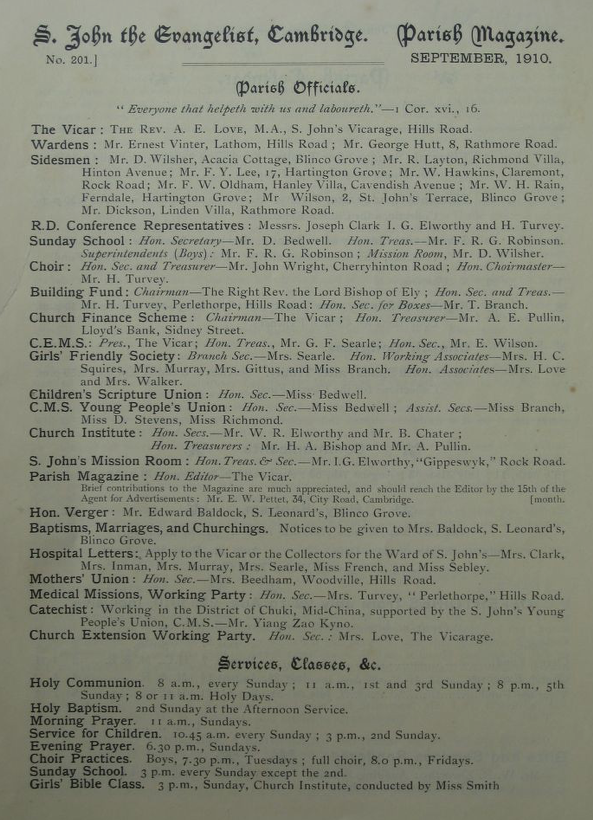 S. John the Evangelist, Cambridge. Parish Magazine.
No. 201.] SEPTEMBER, 1910.
Parish Officials.
"Everyone that helpeth with us and laboureth."—1 Cor. xvi., 16.
The Vicar: THE REV. A. E. LOVE, M.A., S. John's Vicarage, Hills Road.
Wardens: Mr. Ernest Vinter, Lathom, Hills Road; Mr. George Hutt, 8, Rathmore Road.
Sidesmen: Mr. D. Wilsher, Acacia Cottage, Blinco Grove; Mr. R. Layton, Richmond Villa,
Hinton Avenue; Mr. F. Y. Lee, 17, Hartington Grove; Mr. W. Hawkins, Claremont,
Rock Road; Mr. F. W. Oldham, Hanley Villa, Cavendish Avenue; Mr. W. H. Rain,
Ferndale, Hartington Grove; Mr Wilson, 2, St. John's Terrace, Blinco Grove;
Mr. Dickson, Linden Villa, Rathmore Road.
R.D. Conference Representatives: Messrs. Joseph Clark I. G. Elworthy and H. Turvey.
Sunday School: Hon. Secretary—Mr. D. Bedwell. Hon. Treas.—Mr. F. R. G. Robinson.
Superintendents (Boys): Mr. F. R. G. Robinson; Mission Room, Mr. D. Wilsher.
Choir: Hon. Sec. and Treasurer—Mr. John Wright, Cherryhinton Road; Hon. Choirmaster—
Mr. H. Turvey.
Building Fund: Chairman—The Right Rev. the Lord Bishop of Ely; Hon. Sec. and Treas.—
Mr. H. Turvey, Perlethorpe, Hills Road: Hon. Sec. for Boxes—Mr. T. Branch.
Church Finance Scheme: Chairman—The Vicar; Hon. Treasurer—Mr. A. E. Pullin,
Lloyd's Bank, Sidney Street.
C.E.M.S.: Pres., The Vicar; Hon. Treas., Mr. G. F. Searle; Hon. Sec., Mr. E. Wilson.
Girls' Friendly Society: Branch Sec.—Mrs. Searle. Hon. Working Associates—Mrs. H. C.
Squires, Mrs. Murray, Mrs. Gittus, and Miss Branch. Hon. Associates—Mrs. Love
and Mrs. Walker.
Children's Scripture Union: Hon. Sec.—Miss Bedwell.
C.M.S. Young People's Union: Hon. Sec.—Miss Bedwell; Assist. Secs.—Miss Branch,
Miss D. Stevens, Miss Richmond.
Church Institute: Hon. Secs.—Mr. W. R. Elworthy and Mr. B. Chater;
Hon. Treasurers: Mr. H. A. Bishop and Mr. A. Pullin.
S. John's Mission Room: Hon. Treas. & Sec.—Mr. I.G. Elworthy, "Gippeswyk," Rock Road.
Parish Magazine: Hon. Editor—The Vicar.
Brief contributions to the Magazine are much appreciated, and should reach the Editor by the 15th of the
Agent for Advertisements: Mr. E. W. Pettet, 34, City Road, Cambridge. [month.
Hon. Verger: Mr. Edward Baldock, S. Leonard's, Blinco Grove.
Baptisms, Marriages, and Churchings. Notices to be given to Mrs. Baldock, S. Leonard's,
Blinco Grove.
Hospital Letters: Apply to the Vicar or the Collectors for the Ward of S. John's—Mrs. Clark,
Mrs. Inman, Mrs. Murray, Mrs. Searle, Miss French, and Miss Sebley.
Mothers' Union: Hon. Sec.—Mrs. Beedham, Woodville, Hills Road.
Medical Missions, Working Party: Hon. Sec.—Mrs. Turvey, "Perlethorpe," Hills Road.
Catechist: Working in the District of Chuki, Mid-China, supported by the S. John's Young
People's Union, C.M.S.—Mr. Yiang Zao Kyno.
Church Extension Working Party. Hon. Sec.: Mrs. Love, The Vicarage.
Services, Classes, &c.
Holy Communion. 8 a.m., every Sunday; 11 a.m., 1st and 3rd Sunday; 8 p.m., 5th
Sunday; 8 or 11 a.m. Holy Days.
Holy Baptism. 2nd Sunday at the Afternoon Service.
Morning Prayer. 11 a.m., Sundays.
Service for Children. 10.45 a.m. every Sunday; 3 p.m., 2nd Sunday.
Evening Prayer. 6.30 p.m., Sundays.
Choir Practices. Boys, 7.30 p.m., Tuesdays; full choir, 8.0 p.m., Fridays.
Sunday School. 3 p.m. every Sunday except the 2nd.
Girls' Bible Class. 3 p.m., Sunday, Church Institute, conducted by Miss Smith